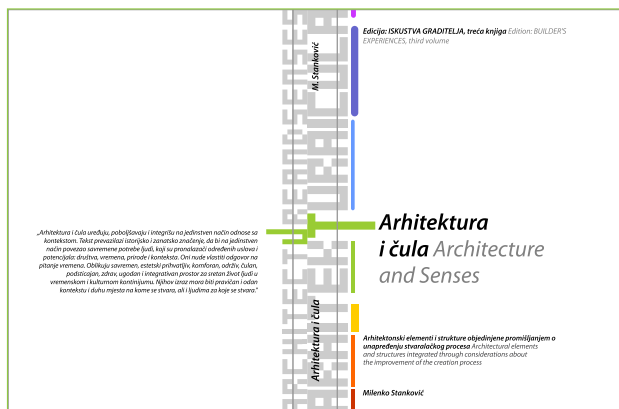 Edicija: ISKUSTVA GRADITELJA, treća knjiga Edition: BUILDER'S
EXPERIENCES, third volume
M. Stanković
Arhitektura
i čula Architecture
and Senses
„Arhitektura i čula uređuju, poboljšavaju i integrišu na jedinstven način odnose sa
kontekstom. Tekst prevazilazi istorijsko i zanatsko značenje, da bi na jedinstven
način povezao savremene potrebe ljudi, koji su pronalazači određenih uslova i
potencijala: društva, vremena, prirode i konteksta. Oni nude vlastiti odgovor na
pitanje vremena. Oblikuju savremen, estetski prihvatljiv, komforan, održiv, čulan,
podsticajan, zdrav, ugodan i integrativan prostor za sretan život ljudi u
vremenskom i kulturnom kontinijumu. Njihov izraz mora biti pravičan i odan
kontekstu i duhu mjesta na kome se stvara, ali i ljudima za koje se stvara."
Arhitektura i čula
Arhitektonski elementi i strukture objedinjene promišljanjem o
unapređenju stvaralačkog procesa Architectural elements
and structures integrated through considerations about
the improvement of the creation process
Milenko Stanković